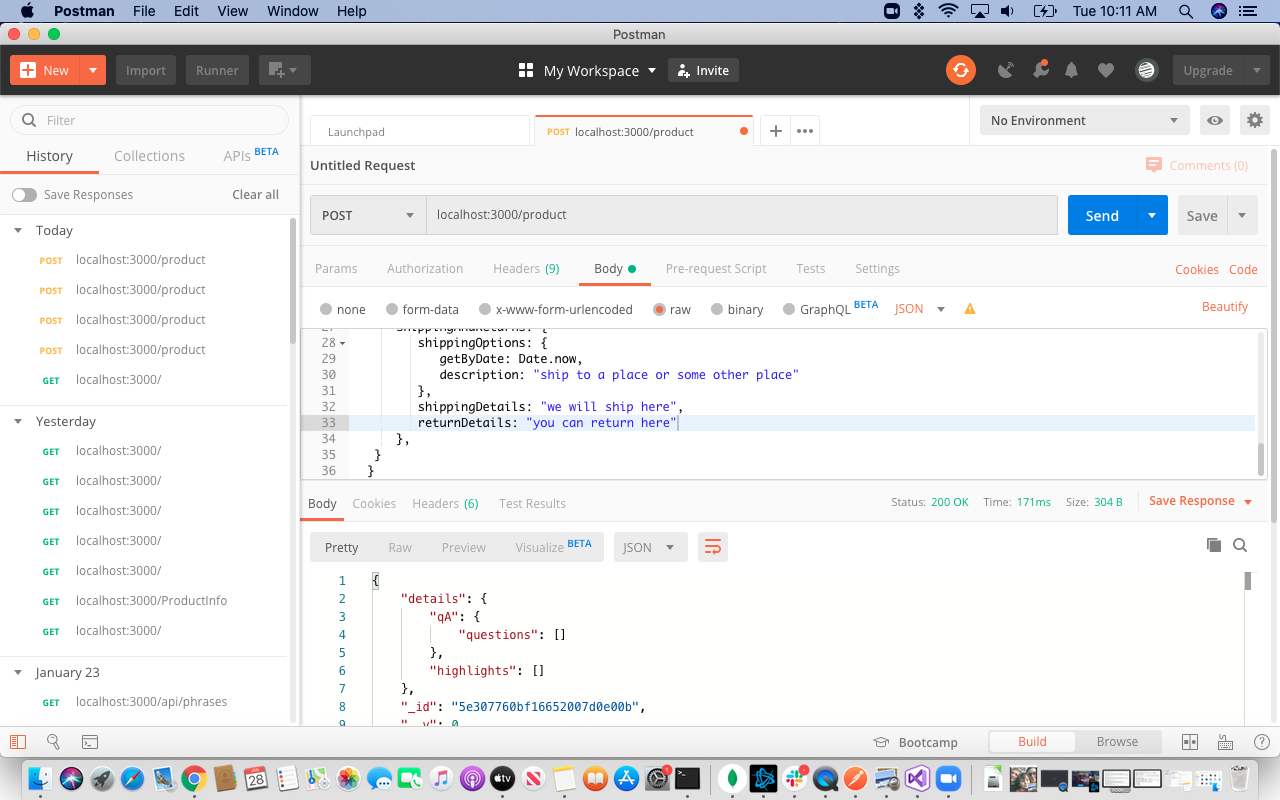 Postman File Edit View Window Help Tue 10:11 AM
Postman
New Import Runner My Workspace Invite Upgrade
Filter
History Collections APIs BETA
Save Responses Clear all
Today
POST localhost:3000/product
POST localhost:3000/product
POST localhost:3000/product
POST localhost:3000/product
GET localhost:3000/
Yesterday
GET localhost:3000/
GET localhost:3000/
GET localhost:3000/
GET localhost:3000/
GET localhost:3000/
GET localhost:3000/ProductInfo
GET localhost:3000/
January 23
GET localhost:3000/api/phrases
Launchpad POST localhost:3000/product No Environment
Untitled Request Comments (0)
POST localhost:3000/product Send Save
Params Authorization Headers (9) Body Pre-request Script Tests Settings Cookies Code
none form-data x-www-form-urlencoded raw binary GraphQL BETA JSON Beautify
27 shippingAndReturns: {
28 shippingOptions: {
29 getByDate: Date.now,
30 description: "ship to a place or some other place"
31 },
32 shippingDetails: "we will ship here",
33 returnDetails: "you can return here"
34 },
35 }
36 }
Body Cookies Headers (6) Test Results Status: 200 OK Time: 171ms Size: 304 B Save Response
Pretty Raw Preview Visualize BETA JSON
1 {
2 "details": {
3 "qA": {
4 "questions": []
5 },
6 "highlights": []
7 },
8 "_id": "5e307760bf16652007d0e00b",
9 "__v": 0
Bootcamp Build Browse
JAN 28 tv